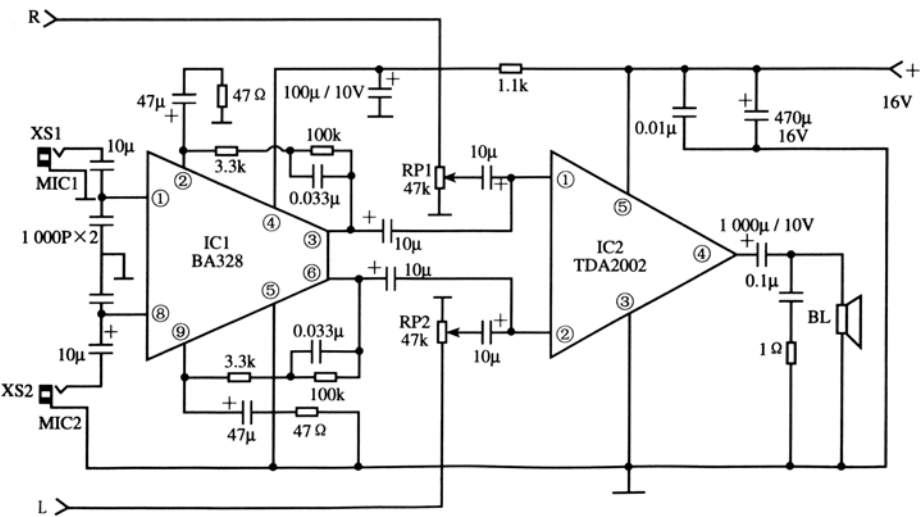 R
47μ
47Ω
100μ / 10V
1.1k
+
16V
0.01μ
470μ
16V
XS1
10μ
MIC1
100k
3.3k
0.033μ
②
①
④
③
IC1
BA328
⑥
⑤
⑧
⑨
1 000P×2
10μ
XS2
MIC2
10μ
10μ
RP1
47k
10μ
①
⑤
IC2
TDA2002
④
③
②
1 000μ / 10V
0.1μ
BL
1Ω
RP2
47k
10μ
0.033μ
3.3k
100k
47μ
47Ω
L